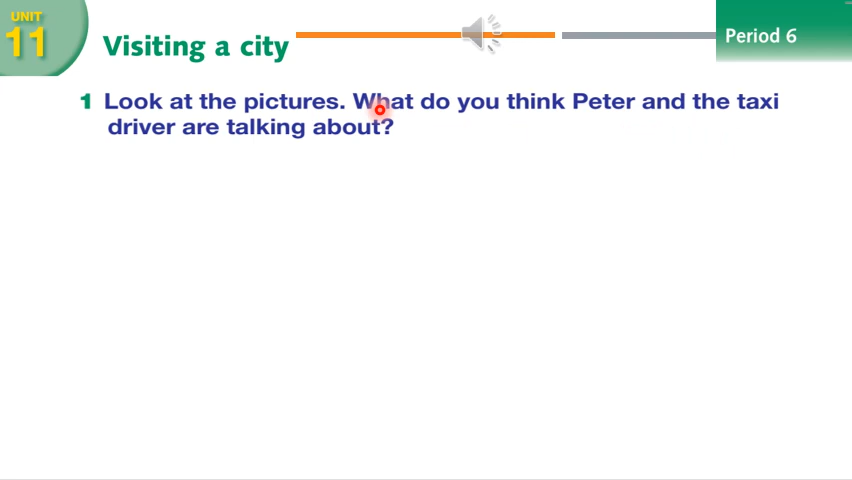 UNIT
11
Visiting a city
Period 6
1 Look at the pictures. What do you think Peter and the taxi
driver are talking about?